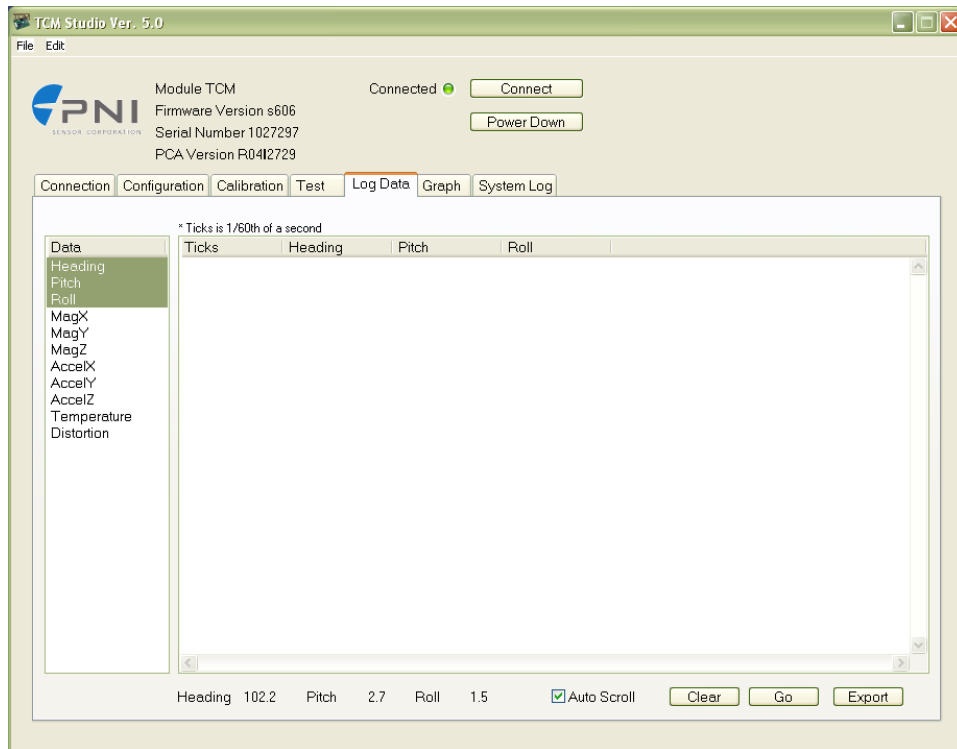 TCM Studio Ver. 5.0
File Edit
PNI
SENSOR CORPORATION
Module TCM
Firmware Version s606
Serial Number 1027297
PCA Version R04I2729
Connected
Connect
Power Down
Connection Configuration Calibration Test Log Data Graph System Log
* Ticks is 1/60th of a second
Data
Heading
Pitch
Roll
MagX
MagY
MagZ
AccelX
AccelY
AccelZ
Temperature
Distortion
Ticks Heading Pitch Roll
Heading 102.2 Pitch 2.7 Roll 1.5 Auto Scroll Clear Go Export